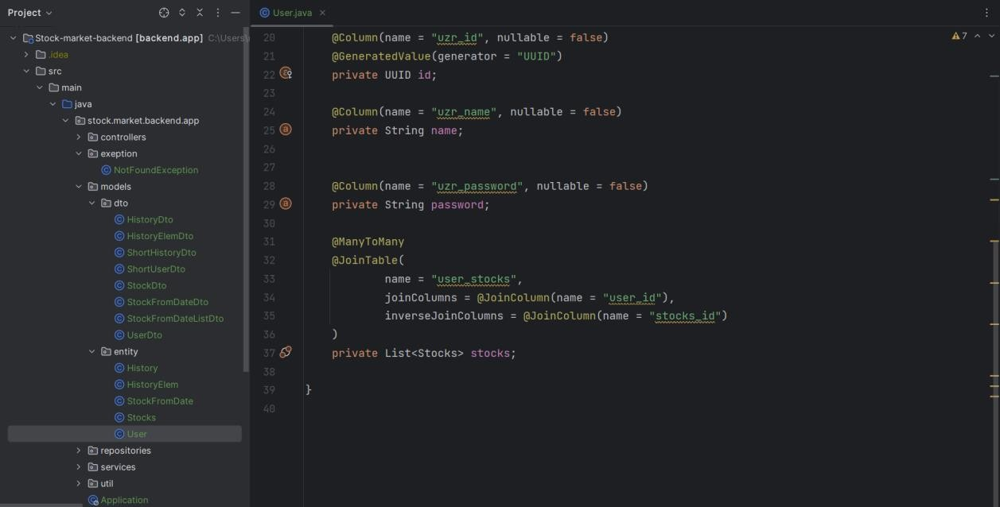 Project
User.java
Stock-market-backend [backend.app] C:\Users\
.idea
src
main
java
stock.market.backend.app
controllers
exeption
NotFoundException
models
dto
HistoryDto
HistoryElemDto
ShortHistoryDto
ShortUserDto
StockDto
StockFromDateDto
StockFromDateListDto
UserDto
entity
History
HistoryElem
StockFromDate
Stocks
User
repositories
services
util
Application
7
20 @Column(name = "uzr_id", nullable = false)
21 @GeneratedValue(generator = "UUID")
22 private UUID id;
23
24 @Column(name = "uzr_name", nullable = false)
25 private String name;
26
27
28 @Column(name = "uzr_password", nullable = false)
29 private String password;
30
31 @ManyToMany
32 @JoinTable(
33 name = "user_stocks",
34 joinColumns = @JoinColumn(name = "user_id"),
35 inverseJoinColumns = @JoinColumn(name = "stocks_id")
36 )
37 private List<Stocks> stocks;
38
39 }
40